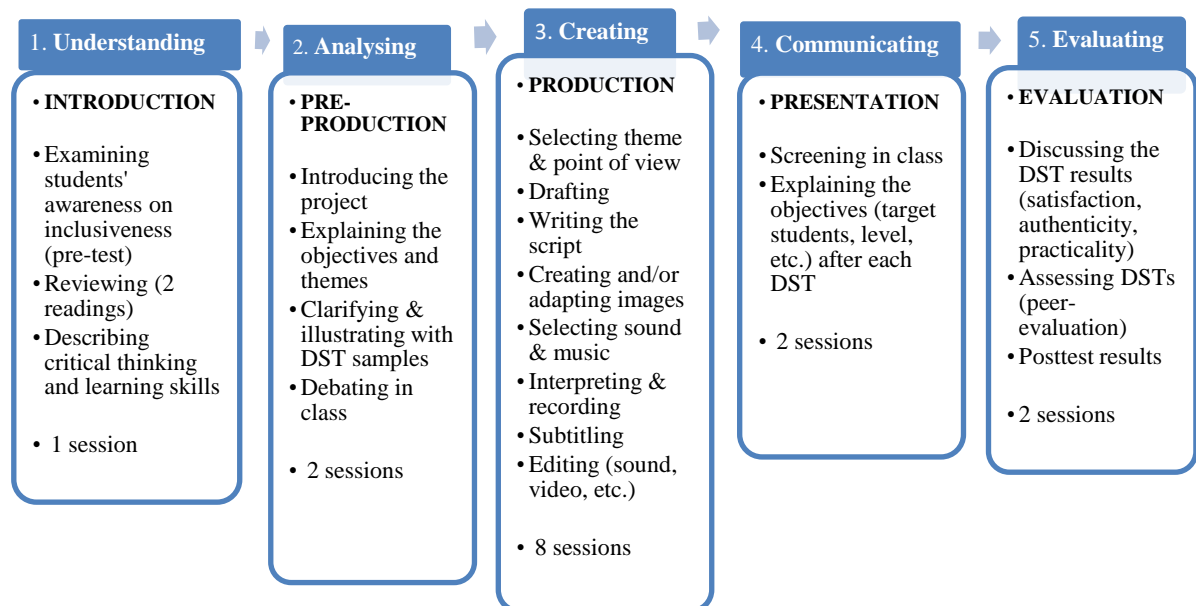 1. Understanding
• INTRODUCTION
• Examining
students'
awareness on
inclusiveness
(pre-test)
• Reviewing (2
readings)
• Describing
critical thinking
and learning skills
• 1 session
2. Analysing
• PRE-
PRODUCTION
• Introducing the
project
• Explaining the
objectives and
themes
• Clarifying &
illustrating with
DST samples
• Debating in
class
• 2 sessions
3. Creating
• PRODUCTION
• Selecting theme
& point of view
• Drafting
• Writing the
script
• Creating and/or
adapting images
• Selecting sound
& music
• Interpreting &
recording
• Subtitling
• Editing (sound,
video, etc.)
• 8 sessions
4. Communicating
• PRESENTATION
• Screening in class
• Explaining the
objectives (target
students, level,
etc.) after each
DST
• 2 sessions
5. Evaluating
• EVALUATION
• Discussing the
DST results
(satisfaction,
authenticity,
practicality)
• Assessing DSTs
(peer-
evaluation)
• Posttest results
• 2 sessions